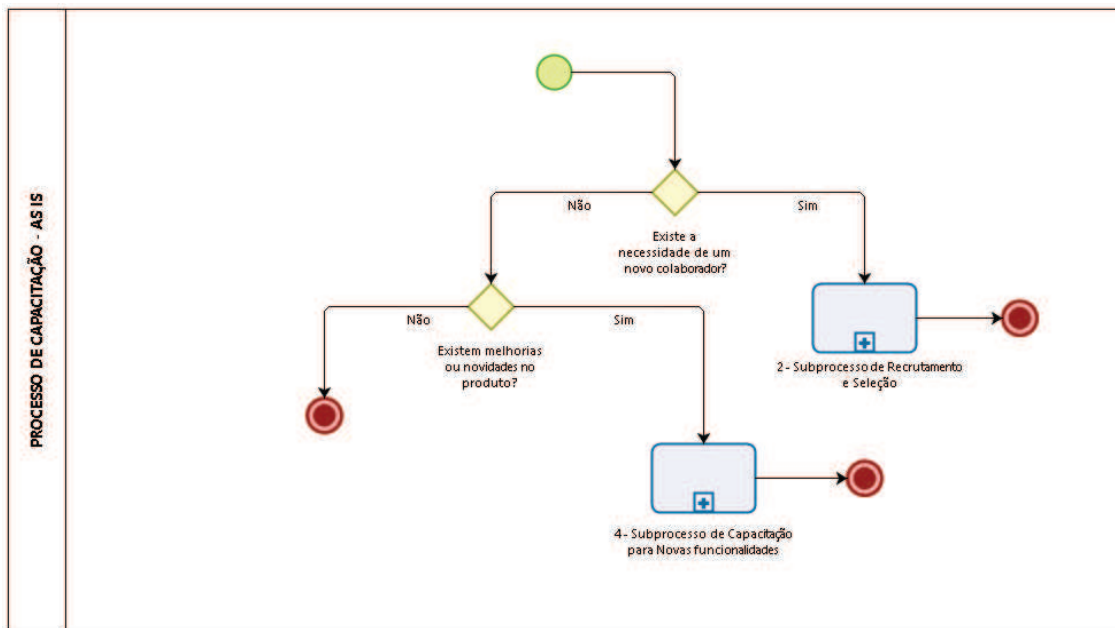 PROCESSO DE CAPACITAÇÃO - AS IS
Não
Sim
Existe a
necessidade de um
novo colaborador?
Não
Sim
Existem melhorias
ou novidades no
produto?
2- Subprocesso de Recrutamento
e Seleção
4- Subprocesso de Capacitação
para Novas funcionalidades